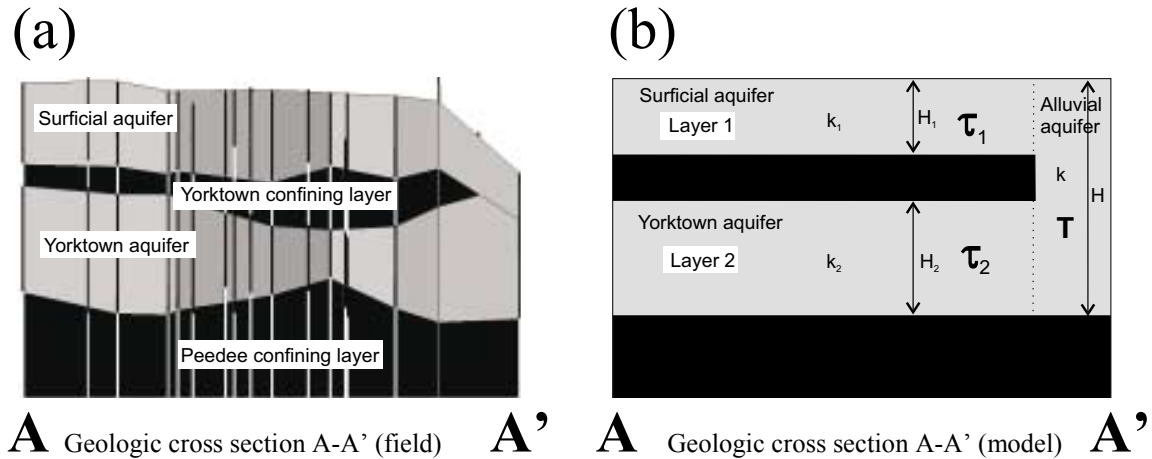 (a)
Surficial aquifer
Yorktown confining layer
Yorktown aquifer
Peedee confining layer
A Geologic cross section A-A’ (field) A’
(b)
Surficial aquifer
Layer 1
k₁
H₁
τ₁
Alluvial
aquifer
k
H
T
Yorktown aquifer
Layer 2
k₂
H₂
τ₂
A Geologic cross section A-A’ (model) A’